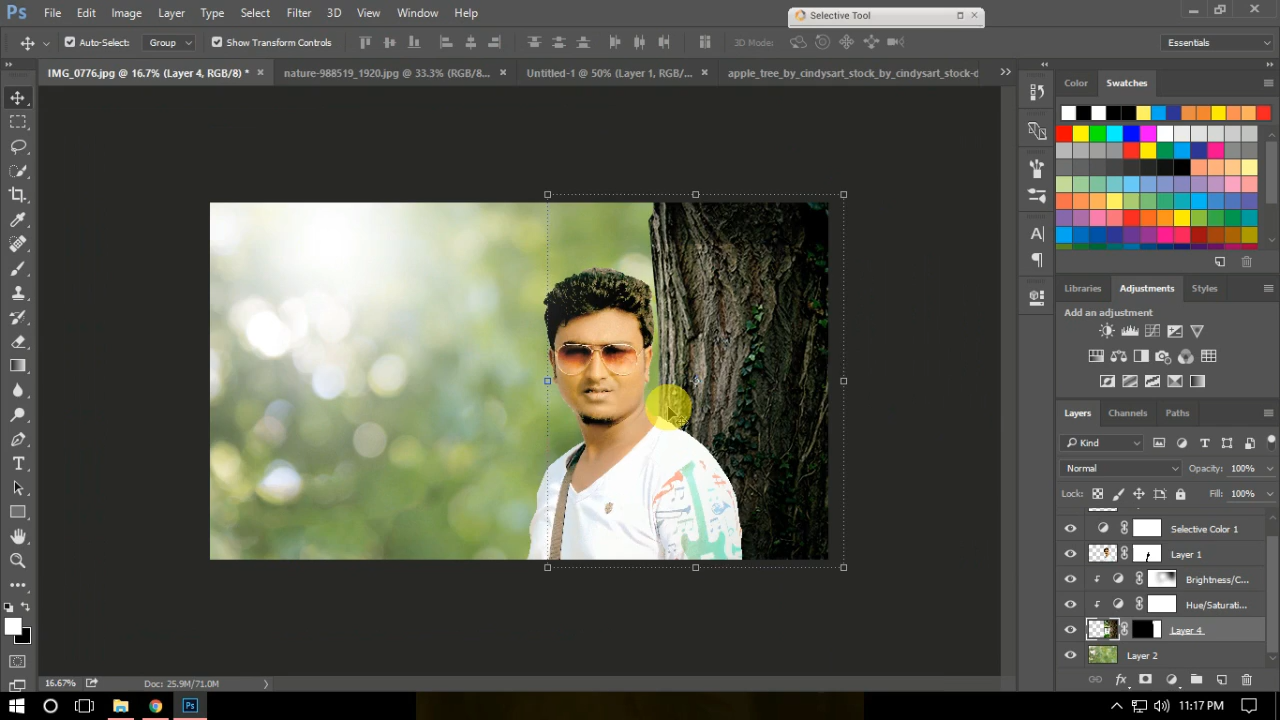 Ps File Edit Image Layer Type Select Filter 3D View Window Help
Selective Tool
Auto-Select: Group Show Transform Controls 3D Mode: Essentials
IMG_0776.jpg @ 16.7% (Layer 4, RGB/8) * nature-988519_1920.jpg @ 33.3% (RGB/8... Untitled-1 @ 50% (Layer 1, RGB/... apple_tree_by_cindysart_stock_by_cindysart_stock-d
Color Swatches
Libraries Adjustments Styles
Add an adjustment
Layers Channels Paths
Kind
Normal Opacity: 100%
Lock: Fill: 100%
Selective Color 1
Layer 1
Brightness/C...
Hue/Saturati...
Layer 4
Layer 2
16.67% Doc: 25.9M/71.0M
Ps 11:17 PM